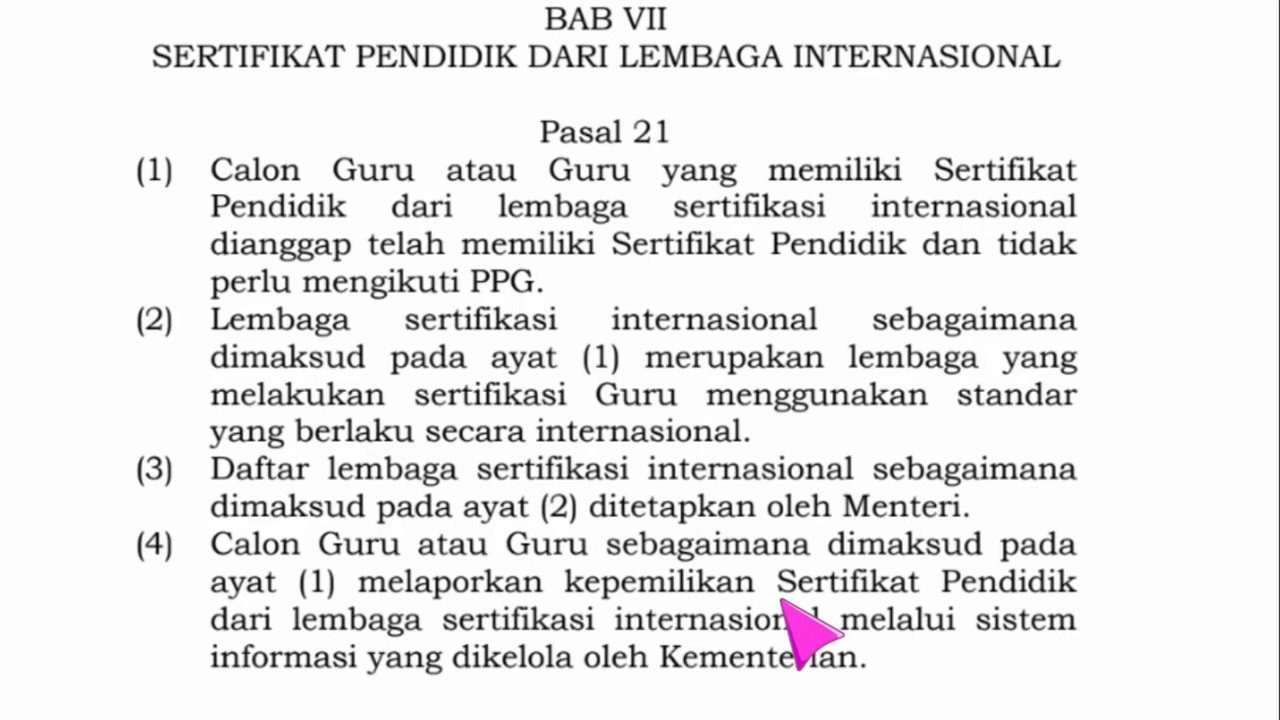 BAB VII
SERTIFIKAT PENDIDIK DARI LEMBAGA INTERNASIONAL
Pasal 21
(1) Calon Guru atau Guru yang memiliki Sertifikat
Pendidik dari lembaga sertifikasi internasional
dianggap telah memiliki Sertifikat Pendidik dan tidak
perlu mengikuti PPG.
(2) Lembaga sertifikasi internasional sebagaimana
dimaksud pada ayat (1) merupakan lembaga yang
melakukan sertifikasi Guru menggunakan standar
yang berlaku secara internasional.
(3) Daftar lembaga sertifikasi internasional sebagaimana
dimaksud pada ayat (2) ditetapkan oleh Menteri.
(4) Calon Guru atau Guru sebagaimana dimaksud pada
ayat (1) melaporkan kepemilikan Sertifikat Pendidik
dari lembaga sertifikasi internasional melalui sistem
informasi yang dikelola oleh Kementerian.